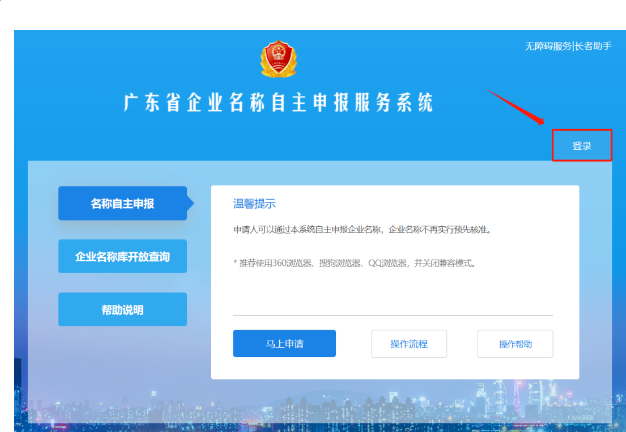 无障碍服务|长者助手
广东省企业名称自主申报服务系统
登录
名称自主申报
企业名称库开放查询
帮助说明
温馨提示
申请人可以通过本系统自主申报企业名称，企业名称不再实行预先核准。
* 推荐使用360浏览器、搜狗浏览器、QQ浏览器，并关闭兼容模式。
马上申请
操作流程
操作帮助